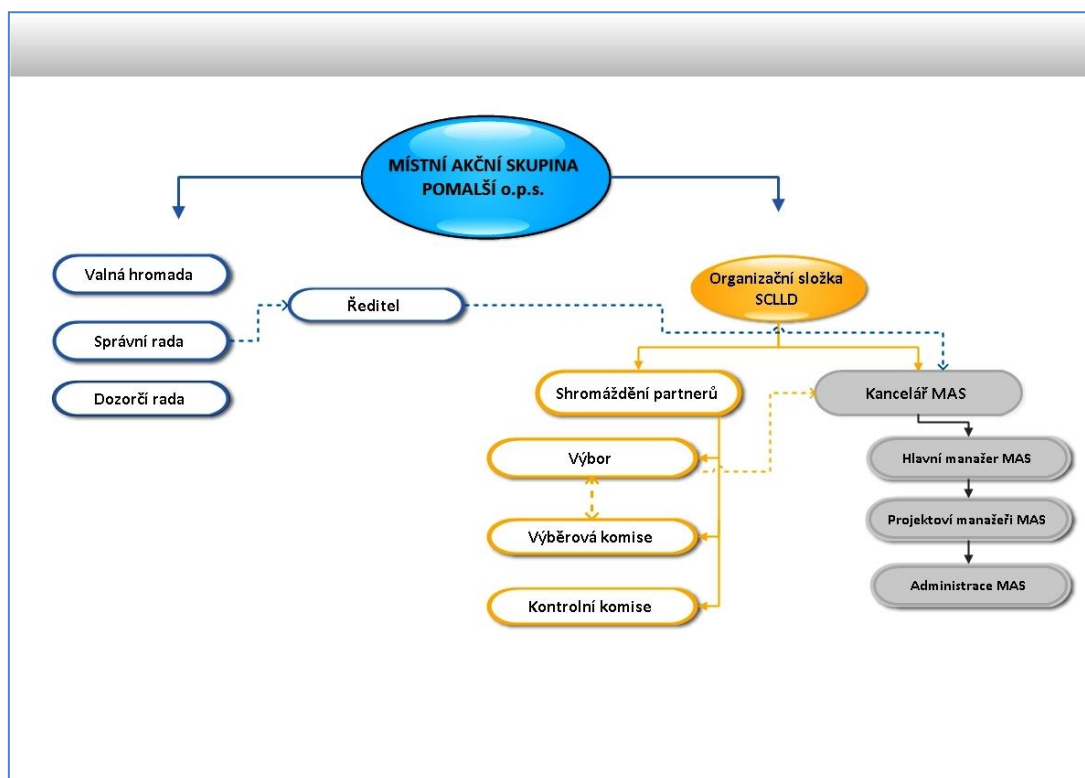 MÍSTNÍ AKČNÍ SKUPINA
POMALŠÍ o.p.s.
Valná hromada
Správní rada
Dozorčí rada
Ředitel
Organizační složka
SCLLD
Shromáždění partnerů
Výbor
Výběrová komise
Kontrolní komise
Kancelář MAS
Hlavní manažer MAS
Projektoví manažeři MAS
Administrace MAS